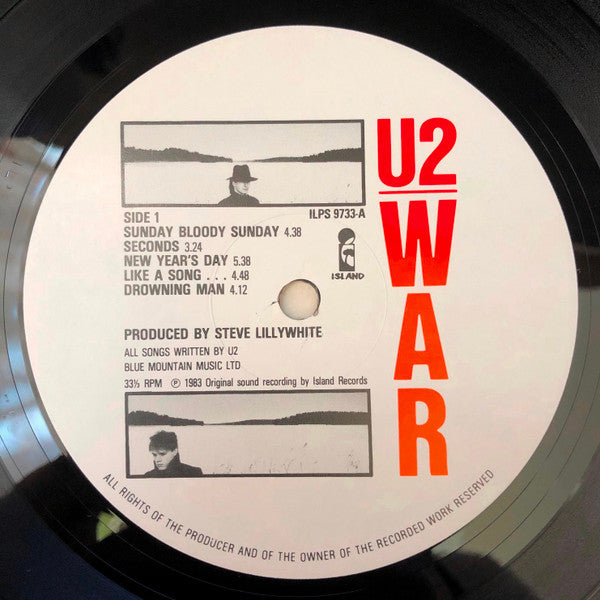 U2
WAR
SIDE 1
ILPS 9733-A
SUNDAY BLOODY SUNDAY 4.38
SECONDS 3.24
NEW YEAR'S DAY 5.38
LIKE A SONG . . . 4.48
DROWNING MAN 4.12
ISLAND
PRODUCED BY STEVE LILLYWHITE
ALL SONGS WRITTEN BY U2
BLUE MOUNTAIN MUSIC LTD
33⅓ RPM ℗ 1983 Original sound recording by Island Records
ALL RIGHTS OF THE PRODUCER AND OF THE OWNER OF THE RECORDED WORK RESERVED